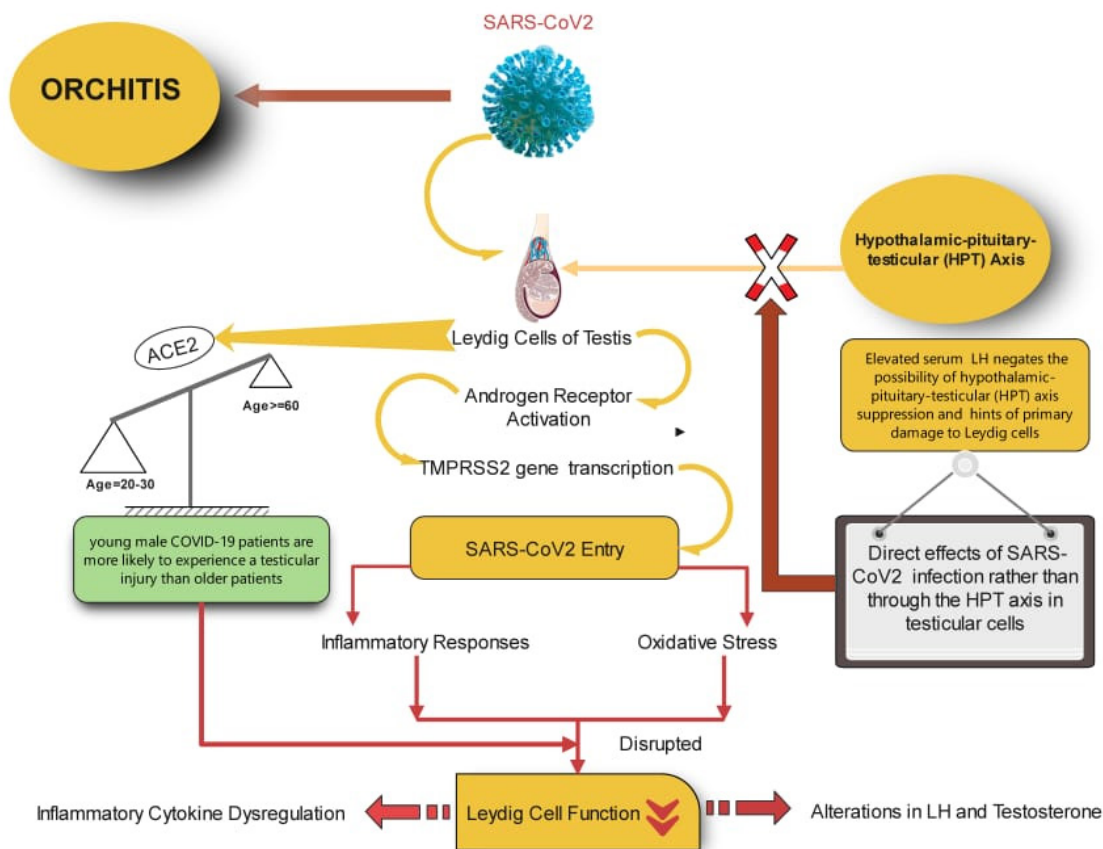 SARS-CoV2
ORCHITIS
Hypothalamic-pituitary-
testicular (HPT) Axis
ACE2
Age>=60
Age=20-30
Leydig Cells of Testis
Androgen Receptor
Activation
TMPRSS2 gene transcription
Elevated serum LH negates the
possibility of hypothalamic-
pituitary-testicular (HPT) axis
suppression and hints of primary
damage to Leydig cells
young male COVID-19 patients are
more likely to experience a testicular
injury than older patients
SARS-CoV2 Entry
Direct effects of SARS-
CoV2 infection rather than
through the HPT axis in
testicular cells
Inflammatory Responses
Oxidative Stress
Disrupted
Inflammatory Cytokine Dysregulation
Leydig Cell Function
Alterations in LH and Testosterone